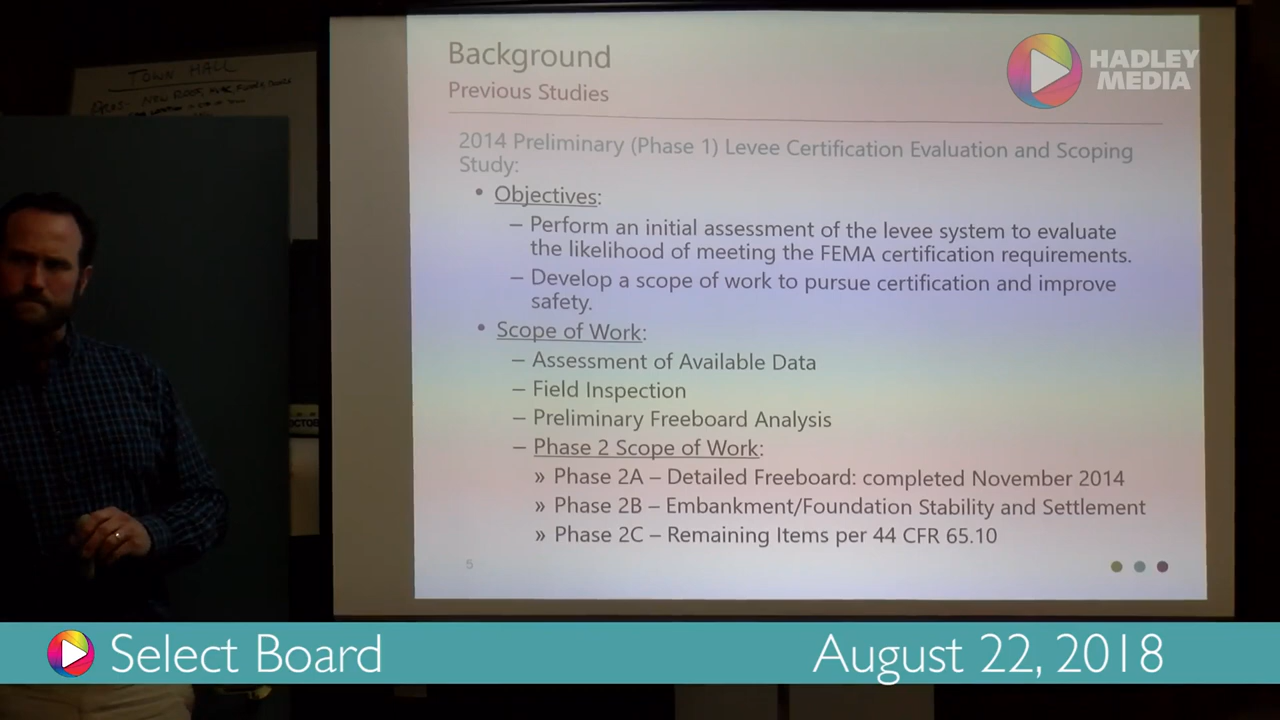 TOWN HALL
NEW ROOF,
Background
Previous Studies
HADLEY
MEDIA
2014 Preliminary (Phase 1) Levee Certification Evaluation and Scoping
Study:
• Objectives:
– Perform an initial assessment of the levee system to evaluate
the likelihood of meeting the FEMA certification requirements.
– Develop a scope of work to pursue certification and improve
safety.
• Scope of Work:
– Assessment of Available Data
– Field Inspection
– Preliminary Freeboard Analysis
– Phase 2 Scope of Work:
» Phase 2A – Detailed Freeboard: completed November 2014
» Phase 2B – Embankment/Foundation Stability and Settlement
» Phase 2C – Remaining Items per 44 CFR 65.10
5
Select Board
August 22, 2018